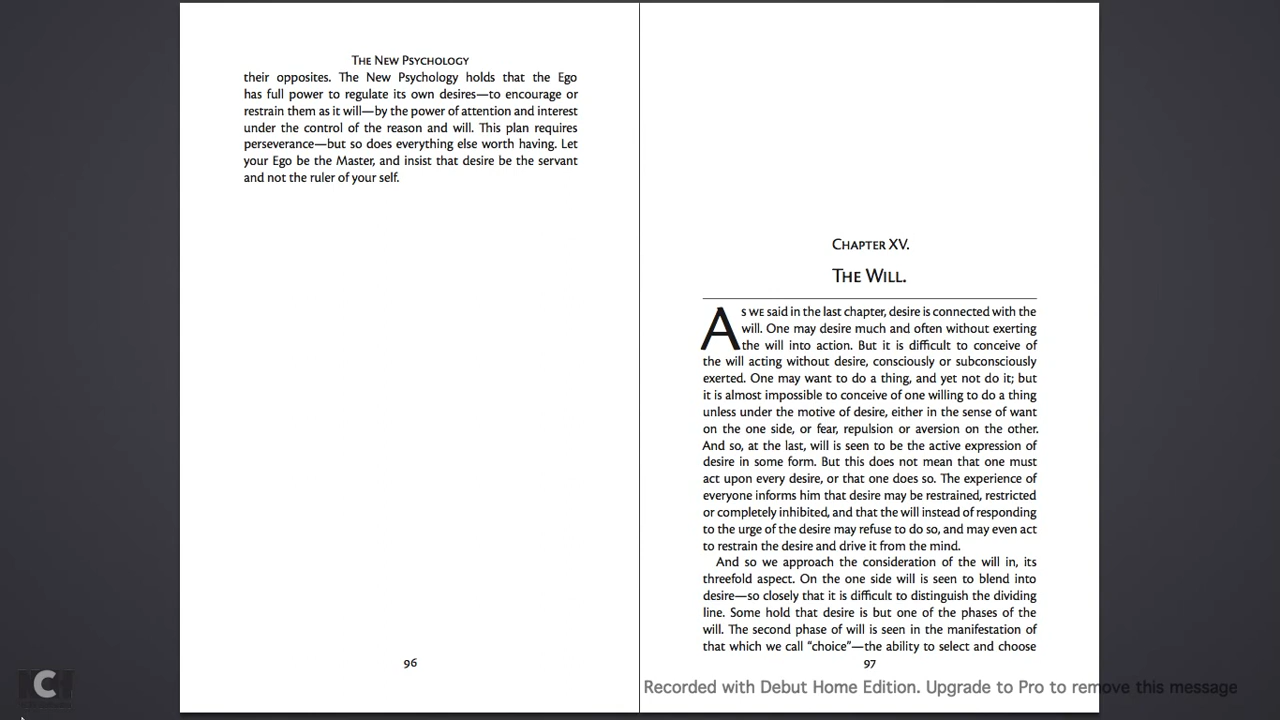 The New Psychology
their opposites. The New Psychology holds that the Ego
has full power to regulate its own desires—to encourage or
restrain them as it will—by the power of attention and interest
under the control of the reason and will. This plan requires
perseverance—but so does everything else worth having. Let
your Ego be the Master, and insist that desire be the servant
and not the ruler of your self.
96
Chapter XV.
The Will.
As we said in the last chapter, desire is connected with the
will. One may desire much and often without exerting
the will into action. But it is difficult to conceive of
the will acting without desire, consciously or subconsciously
exerted. One may want to do a thing, and yet not do it; but
it is almost impossible to conceive of one willing to do a thing
unless under the motive of desire, either in the sense of want
on the one side, or fear, repulsion or aversion on the other.
And so, at the last, will is seen to be the active expression of
desire in some form. But this does not mean that one must
act upon every desire, or that one does so. The experience of
everyone informs him that desire may be restrained, restricted
or completely inhibited, and that the will instead of responding
to the urge of the desire may refuse to do so, and may even act
to restrain the desire and drive it from the mind.
And so we approach the consideration of the will in, its
threefold aspect. On the one side will is seen to blend into
desire—so closely that it is difficult to distinguish the dividing
line. Some hold that desire is but one of the phases of the
will. The second phase of will is seen in the manifestation of
that which we call “choice”—the ability to select and choose
97
Recorded with Debut Home Edition. Upgrade to Pro to remove this message